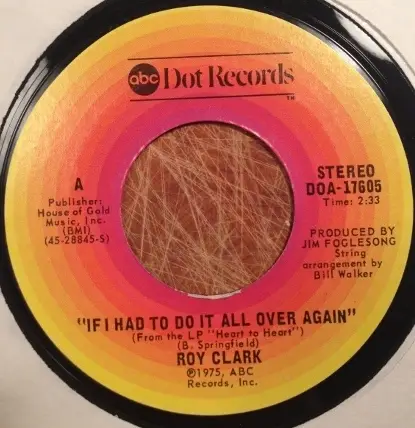 abc Dot Records
TM
A
Publisher:
House of Gold
Music, Inc.
(BMI)
(45-28845-S)
STEREO
DOA-17605
Time: 2:33
PRODUCED BY
JIM FOGLESONG
String
arrangement by
Bill Walker
"IF I HAD TO DO IT ALL OVER AGAIN"
(From the LP "Heart to Heart")
(B. Springfield)
ROY CLARK
℗1975, ABC
Records, Inc.